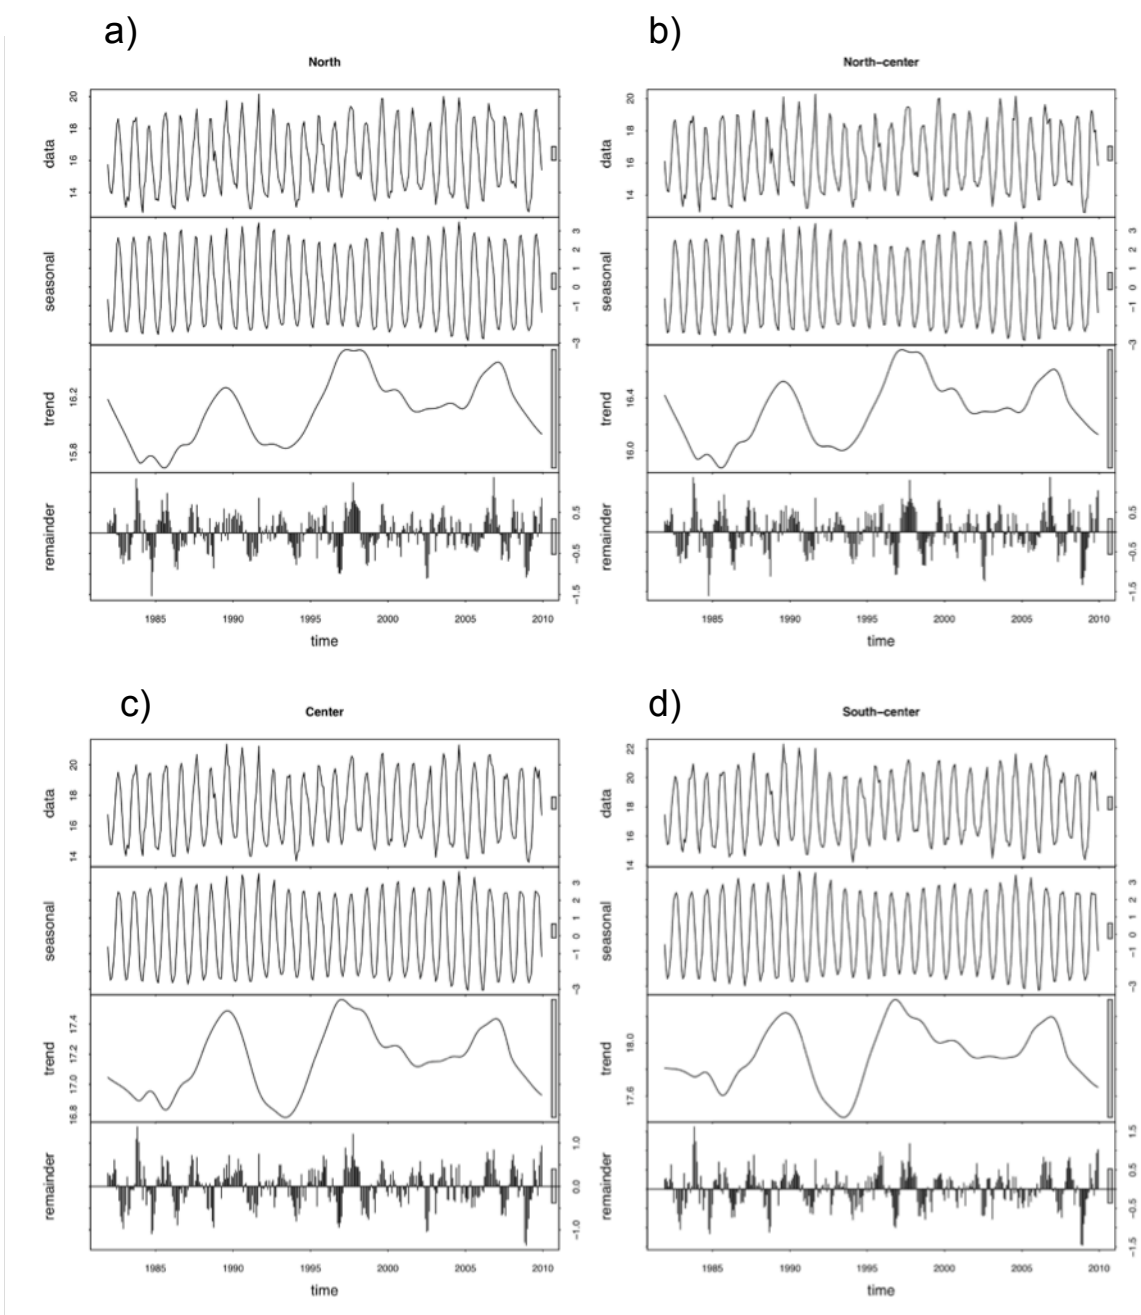 a)
North
data
14 16 18 20
seasonal
-3 -1 0 1 2 3
trend
15.8 16.2
remainder
-1.5 -0.5 0.5
1985 1990 1995 2000 2005 2010
time
b)
North-center
data
14 16 18 20
seasonal
-3 -1 0 1 2 3
trend
16.0 16.4
remainder
-1.5 -0.5 0.5
1985 1990 1995 2000 2005 2010
time
c)
Center
data
14 16 18 20
seasonal
-3 -1 0 1 2 3
trend
16.8 17.0 17.2 17.4
remainder
-1.0 0.0 1.0
1985 1990 1995 2000 2005 2010
time
d)
South-center
data
14 16 18 20 22
seasonal
-3 -1 0 1 2 3
trend
17.6 18.0
remainder
-1.5 -0.5 0.5 1.5
1985 1990 1995 2000 2005 2010
time